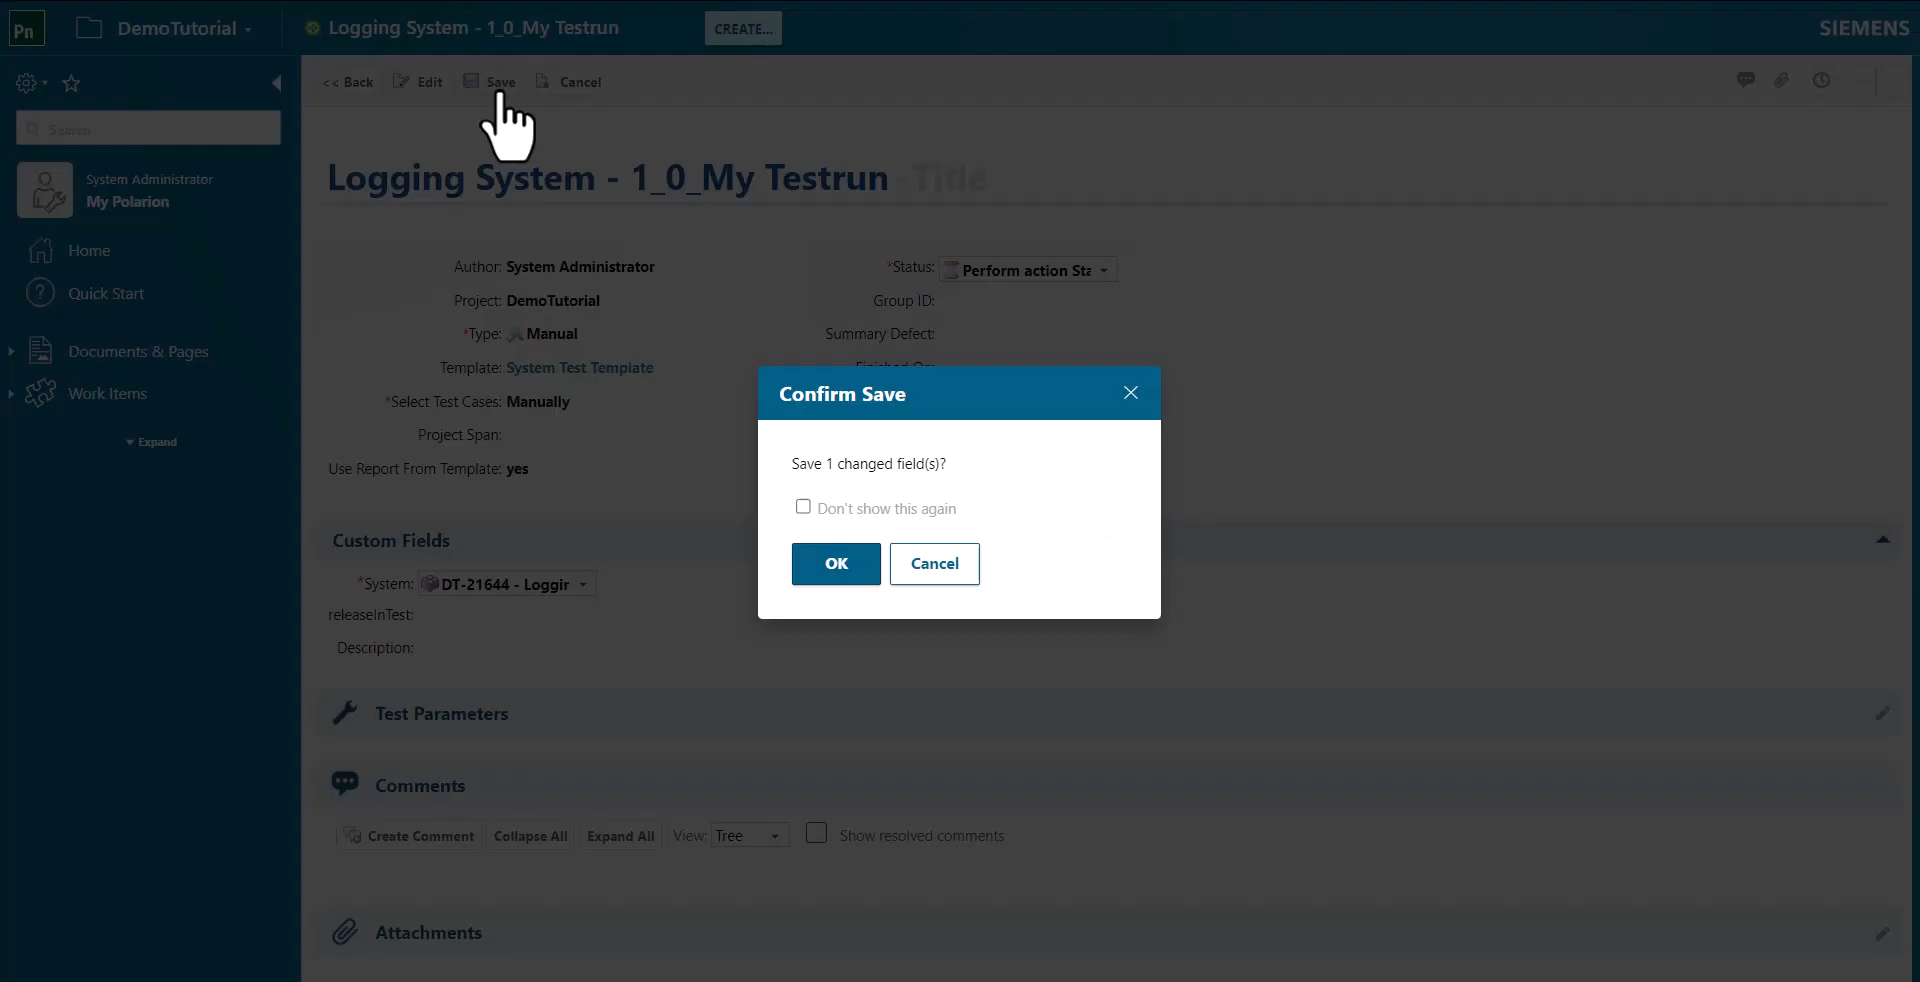 Pn
DemoTutorial
Logging System - 1_0_My Testrun
CREATE...
SIEMENS
<< Back
Edit
Save
Cancel
Search
Logging System - 1_0_My Testrun - Title
System Administrator
My Polarion
Home
Quick Start
Documents & Pages
Work Items
Expand
Author: System Administrator
*Status: Perform action Sta
Project: DemoTutorial
Group ID:
*Type: Manual
Summary Defect:
Template: System Test Template
Finished On:
*Select Test Cases: Manually
Project Span:
Use Report From Template: yes
Confirm Save
Save 1 changed field(s)?
Don't show this again
OK
Cancel
Custom Fields
*System: DT-21644 - Loggir
releaseInTest:
Description:
Test Parameters
Comments
Create Comment
Collapse All
Expand All
View: Tree
Show resolved comments
Attachments